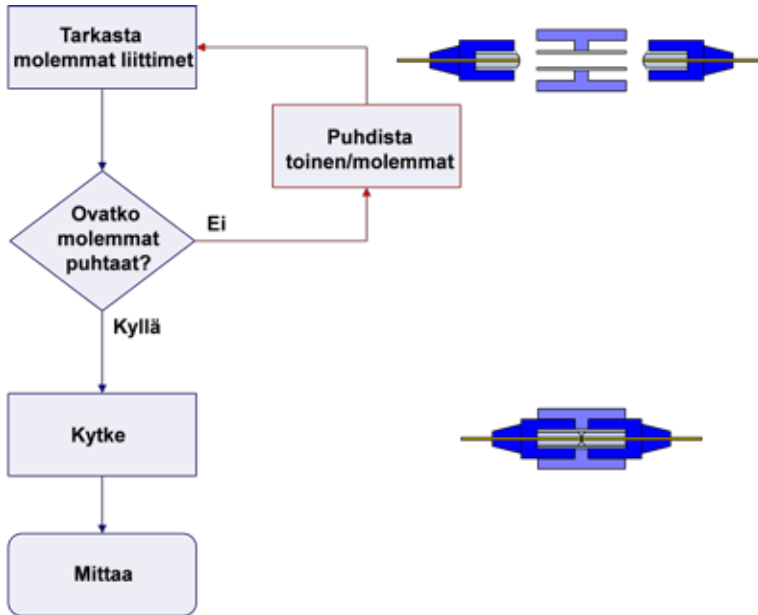 Tarkasta
molemmat liittimet
Puhdista
toinen/molemmat
Ovatko
molemmat
puhtaat?
Ei
Kyllä
Kytke
Mittaa